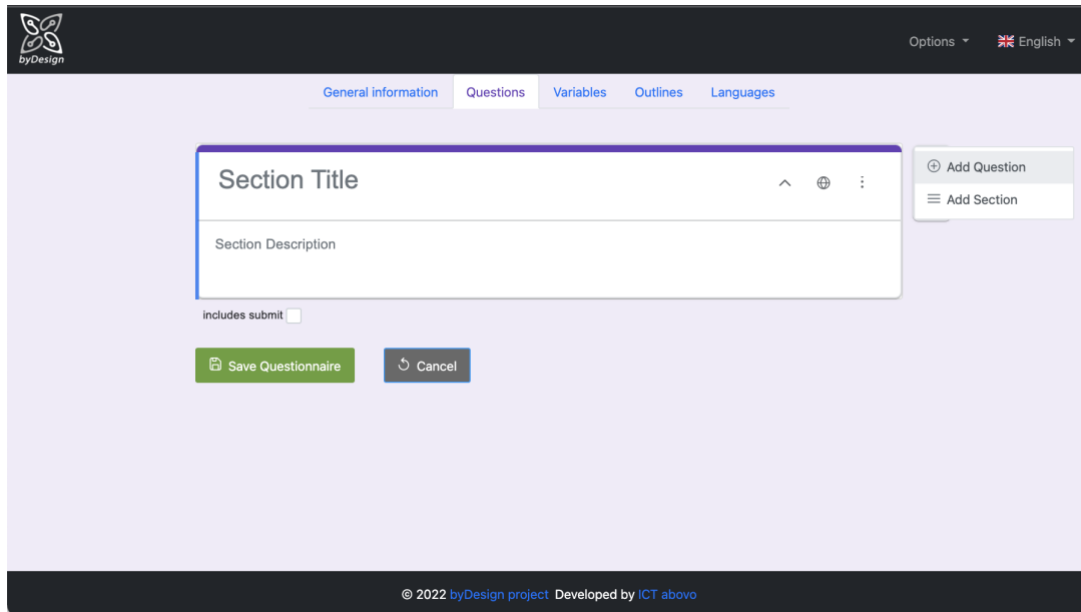 byDesign
Options
English
General information Questions Variables Outlines Languages
Section Title
Section Description
Add Question
Add Section
includes submit
Save Questionnaire Cancel
© 2022 byDesign project Developed by ICT abovo